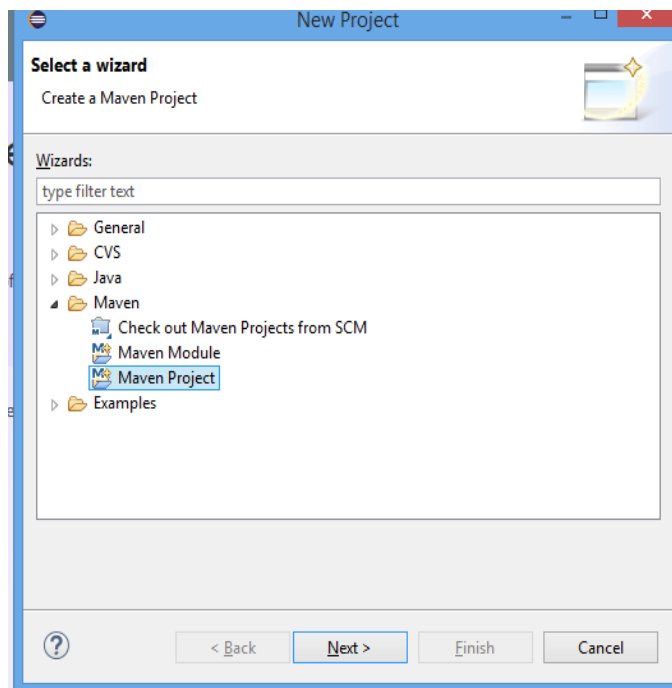 New Project
Select a wizard
Create a Maven Project
Wizards:
type filter text
General
CVS
Java
Maven
Check out Maven Projects from SCM
Maven Module
Maven Project
Examples
? < Back Next > Finish Cancel